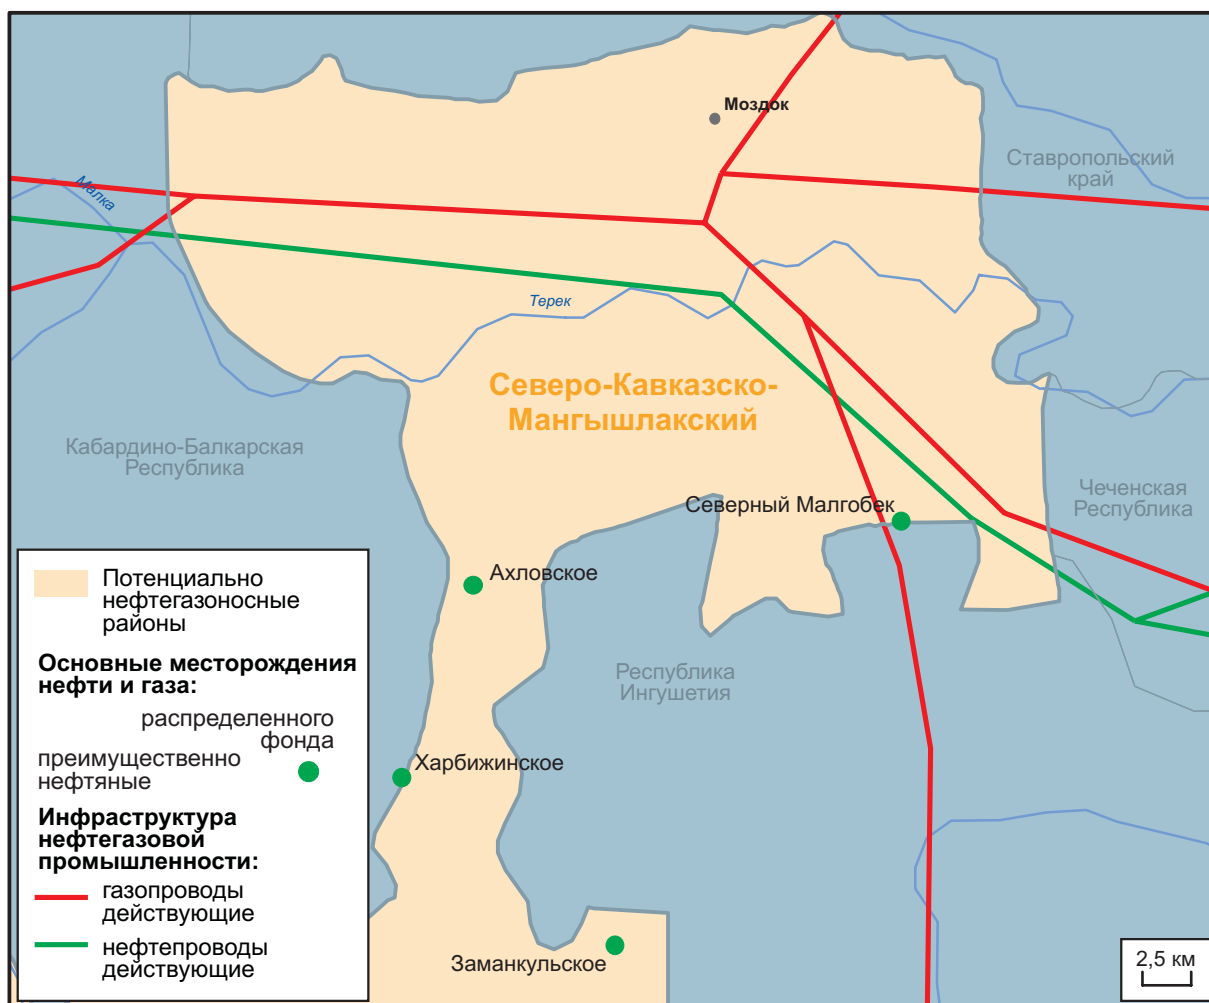 Моздок
Ставропольский
край
Малка
Терек
Северо-Кавказско-
Мангышлакский
Кабардино-Балкарская
Республика
Чеченская
Республика
Северный Малгобек
Ахловское
Республика
Ингушетия
Харбижинское
Заманкульское
Потенциально
нефтегазоносные
районы
Основные месторождения
нефти и газа:
распределенного
фонда
преимущественно
нефтяные
Инфраструктура
нефтегазовой
промышленности:
газопроводы
действующие
нефтепроводы
действующие
2,5 км